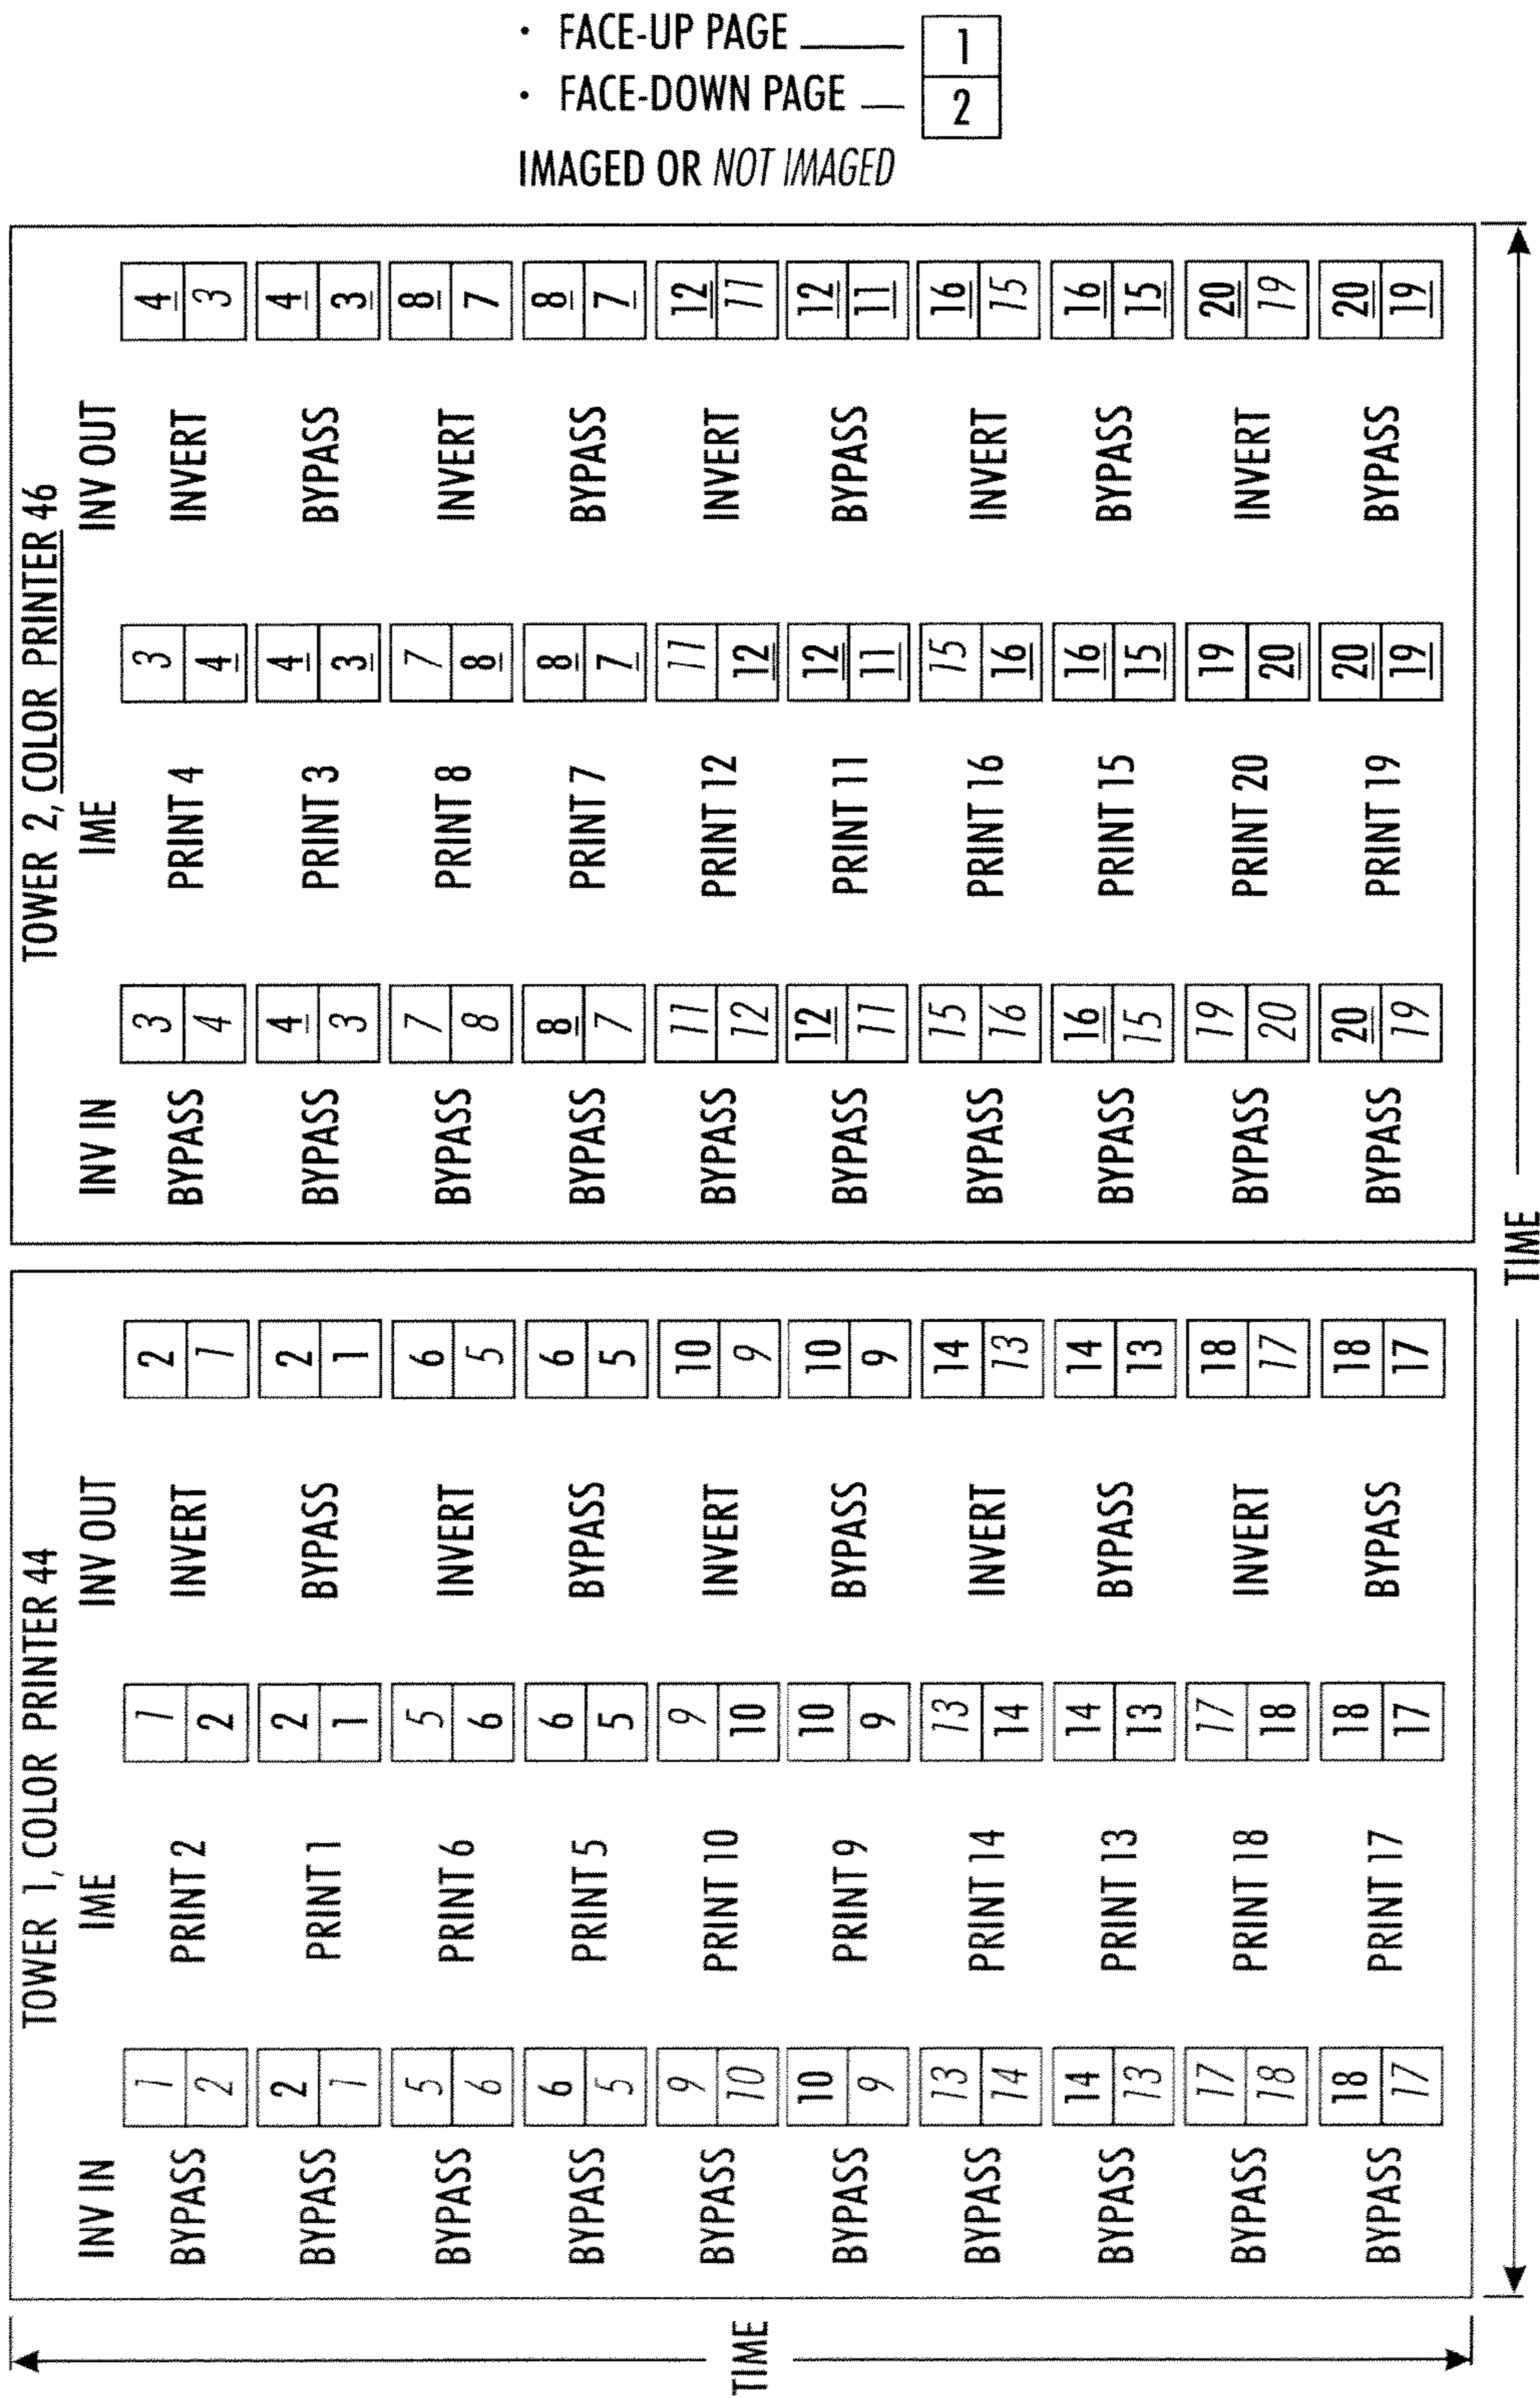 · FACE-UP PAGE 1
· FACE-DOWN PAGE 2
IMAGED OR NOT IMAGED
TOWER 1, COLOR PRINTER 44
INV IN IME INV OUT
BYPASS 1 2 PRINT 2 1 2 INVERT 2 1
BYPASS 2 1 PRINT 1 2 1 BYPASS 2 1
BYPASS 5 6 PRINT 6 5 6 INVERT 6 5
BYPASS 6 5 PRINT 5 6 5 BYPASS 6 5
BYPASS 9 10 PRINT 10 9 10 INVERT 10 9
BYPASS 10 9 PRINT 9 10 9 BYPASS 10 9
BYPASS 13 14 PRINT 14 13 14 INVERT 14 13
BYPASS 14 13 PRINT 13 14 13 BYPASS 14 13
BYPASS 17 18 PRINT 18 17 18 INVERT 18 17
BYPASS 18 17 PRINT 17 18 17 BYPASS 18 17
TOWER 2, COLOR PRINTER 46
INV IN IME INV OUT
BYPASS 3 4 PRINT 4 3 4 INVERT 4 3
BYPASS 4 3 PRINT 3 4 3 BYPASS 4 3
BYPASS 7 8 PRINT 8 7 8 INVERT 8 7
BYPASS 8 7 PRINT 7 8 7 BYPASS 8 7
BYPASS 11 12 PRINT 12 11 12 INVERT 12 11
BYPASS 12 11 PRINT 11 12 11 BYPASS 12 11
BYPASS 15 16 PRINT 16 15 16 INVERT 16 15
BYPASS 16 15 PRINT 15 16 15 BYPASS 16 15
BYPASS 19 20 PRINT 20 19 20 INVERT 20 19
BYPASS 20 19 PRINT 19 20 19 BYPASS 20 19
TIME
TIME